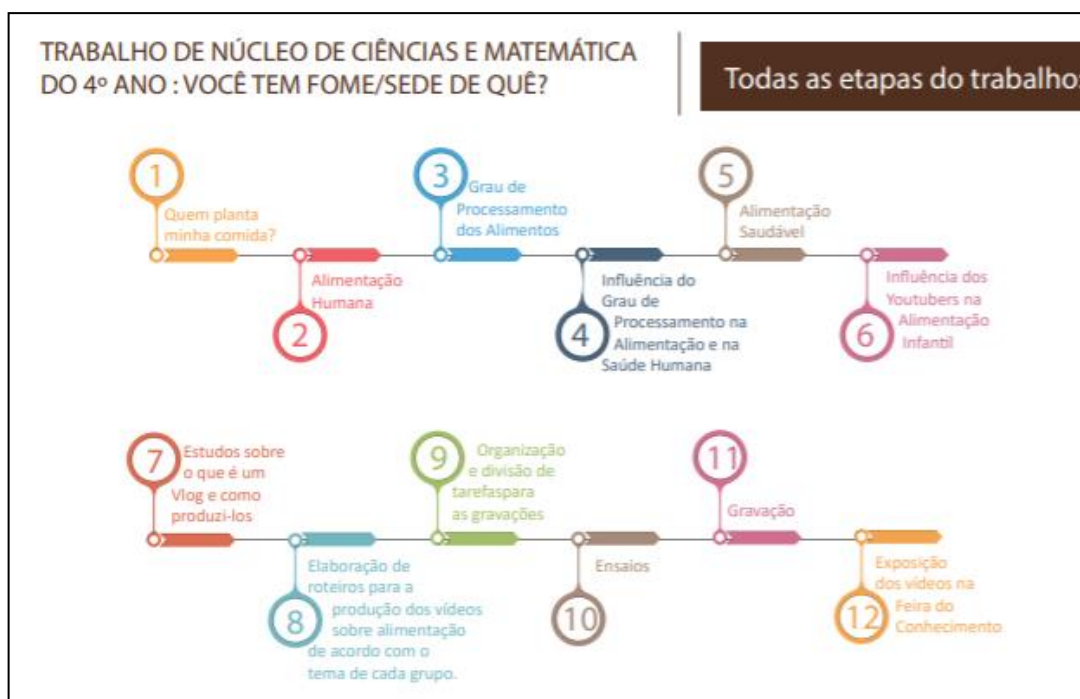 TRABALHO DE NÚCLEO DE CIÊNCIAS E MATEMÁTICA
DO 4º ANO : VOCÊ TEM FOME/SEDE DE QUÊ?
Todas as etapas do trabalho
1
Quem planta
minha comida?
2
Alimentação
Humana
3
Grau de
Processamento
dos Alimentos
4
Influência do
Grau de
Processamento na
Alimentação e na
Saúde Humana
5
Alimentação
Saudável
6
Influência dos
Youtubers na
Alimentação
Infantil
7
Estudos sobre
o que é um
Vlog e como
produzi-los
8
Elaboração de
roteiros para a
produção dos vídeos
sobre alimentação
de acordo com o
tema de cada grupo.
9
Organização
e divisão de
tarefaspara
as gravações
10
Ensaios
11
Gravação
12
Exposição
dos vídeos na
Feira do
Conhecimento